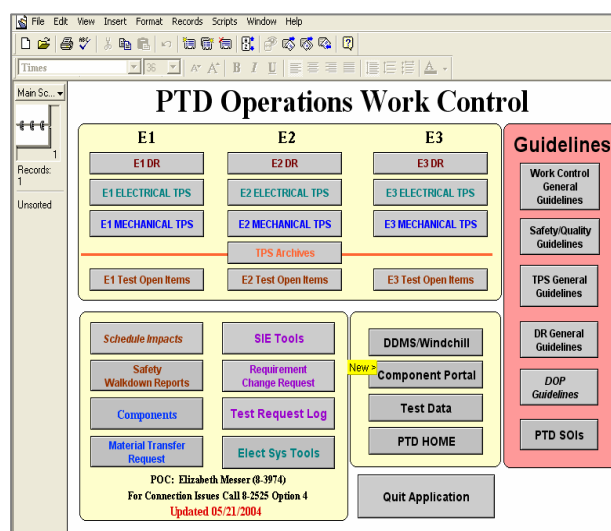 File Edit View Insert Format Records Scripts Window Help
Times 36 B I U A
Main Sc...
1
Records:
1
Unsorted
PTD Operations Work Control
E1 E2 E3
E1 DR E2 DR E3 DR
E1 ELECTRICAL TPS E2 ELECTRICAL TPS E3 ELECTRICAL TPS
E1 MECHANICAL TPS E2 MECHANICAL TPS E3 MECHANICAL TPS
TPS Archives
E1 Test Open Items E2 Test Open Items E3 Test Open Items
Guidelines
Work Control
General
Guidelines
Safety/Quality
Guidelines
TPS General
Guidelines
DR General
Guidelines
DOP
Guidelines
PTD SOIs
Schedule Impacts SIE Tools
Safety
Walkdown Reports
Requirement
Change Request
Components Test Request Log
Material Transfer
Request
Elect Sys Tools
POC: Elizabeth Messer (8-3974)
For Connection Issues Call 8-2525 Option 4
Updated 05/21/2004
DDMS/Windchill
New > Component Portal
Test Data
PTD HOME
Quit Application